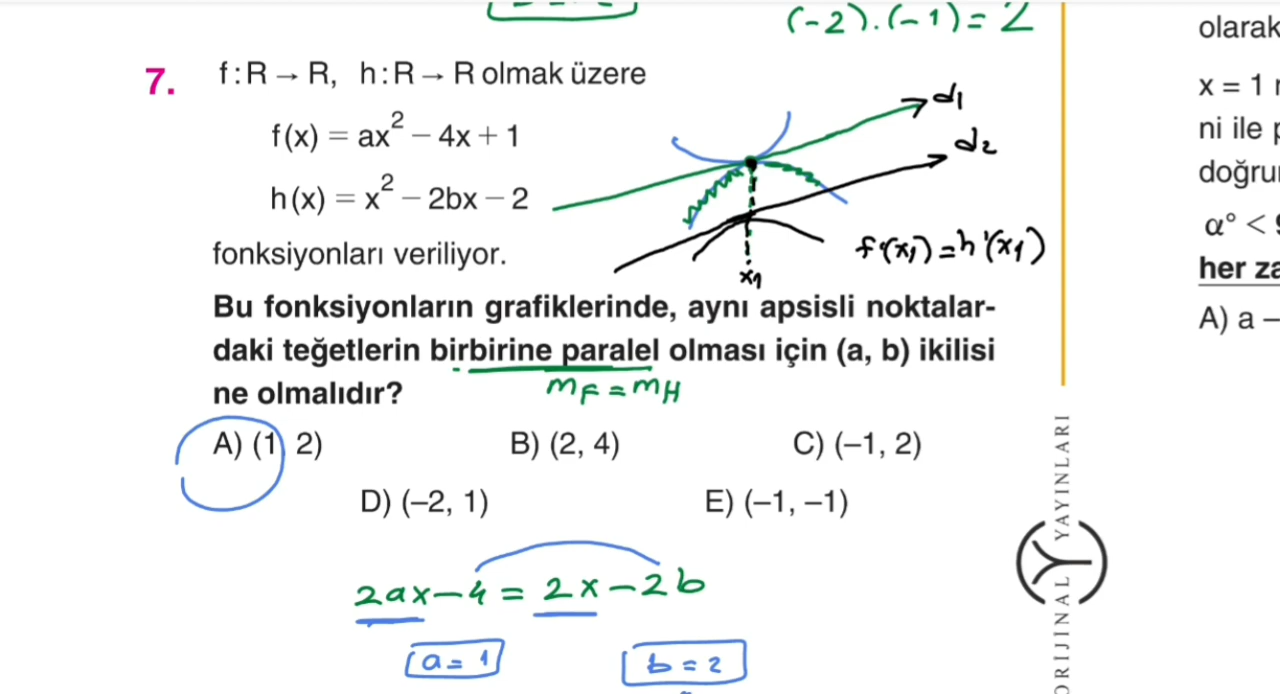 (-2).(-1)=2
7. f:R → R, h:R → R olmak üzere
f(x) = ax² – 4x + 1
h(x) = x² – 2bx – 2
fonksiyonları veriliyor.
d1
d2
f'(x1)=h'(x1)
x1
Bu fonksiyonların grafiklerinde, aynı apsisli noktalar-
daki teğetlerin birbirine paralel olması için (a, b) ikilisi
ne olmalıdır?
mF=mH
A) (1, 2) B) (2, 4) C) (–1, 2)
D) (–2, 1) E) (–1, –1)
2ax-4 = 2x-2b
a=1 b=2
ORİJİNAL YAYINLARI
olarak
x = 1
ni ile
α° <
her za
A) a –